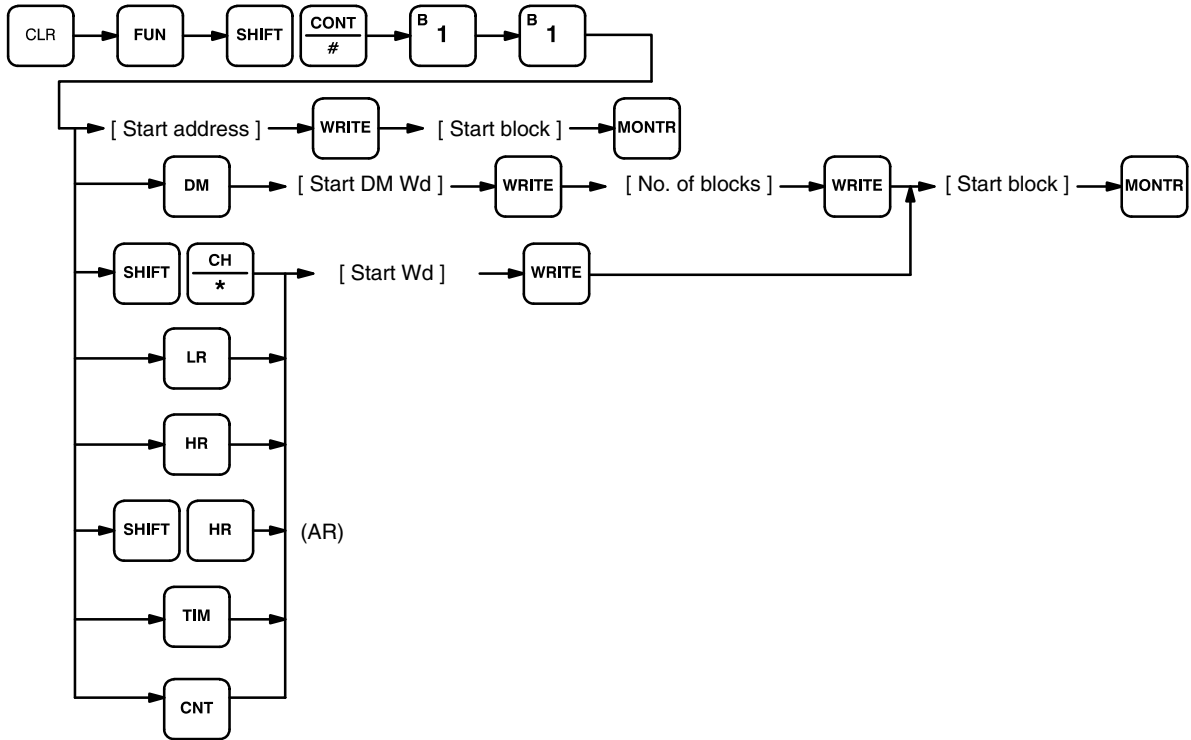 CLR FUN SHIFT CONT # B 1 B 1
[ Start address ] WRITE [ Start block ] MONTR
DM [ Start DM Wd ] WRITE [ No. of blocks ] WRITE [ Start block ] MONTR
SHIFT CH * [ Start Wd ] WRITE
LR
HR
SHIFT HR (AR)
TIM
CNT